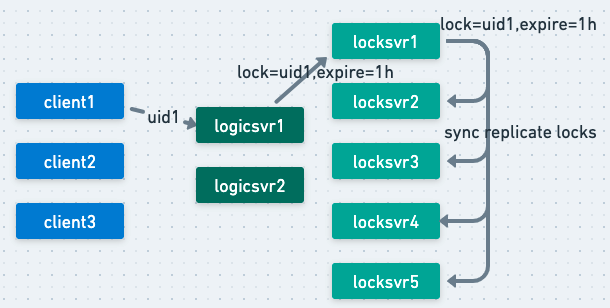 locksvr1
lock=uid1,expire=1h
lock=uid1,expire=1h
client1
uid1
logicsvr1
locksvr2
sync replicate locks
client2
logicsvr2
locksvr3
client3
locksvr4
locksvr5